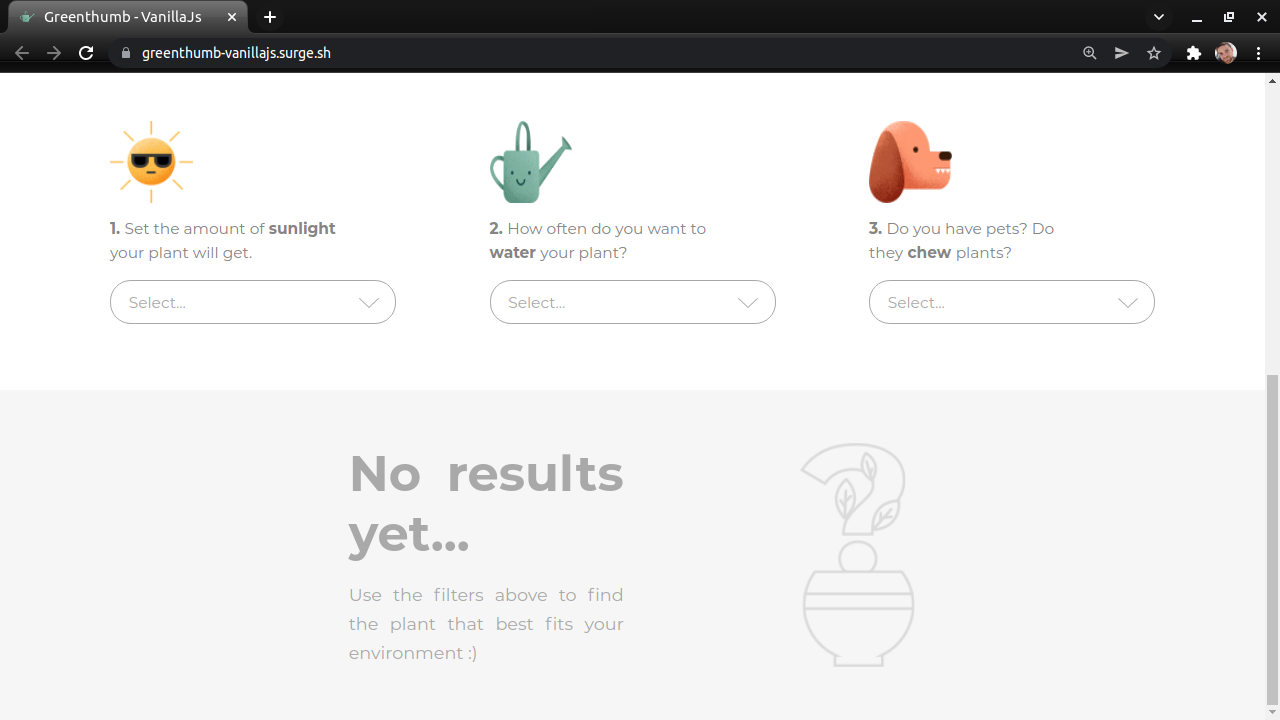 Greenthumb - VanillaJs
greenthumb-vanillajs.surge.sh
1. Set the amount of sunlight
your plant will get.
Select...
2. How often do you want to
water your plant?
Select...
3. Do you have pets? Do
they chew plants?
Select...
No results
yet...
Use the filters above to find
the plant that best fits your
environment :)